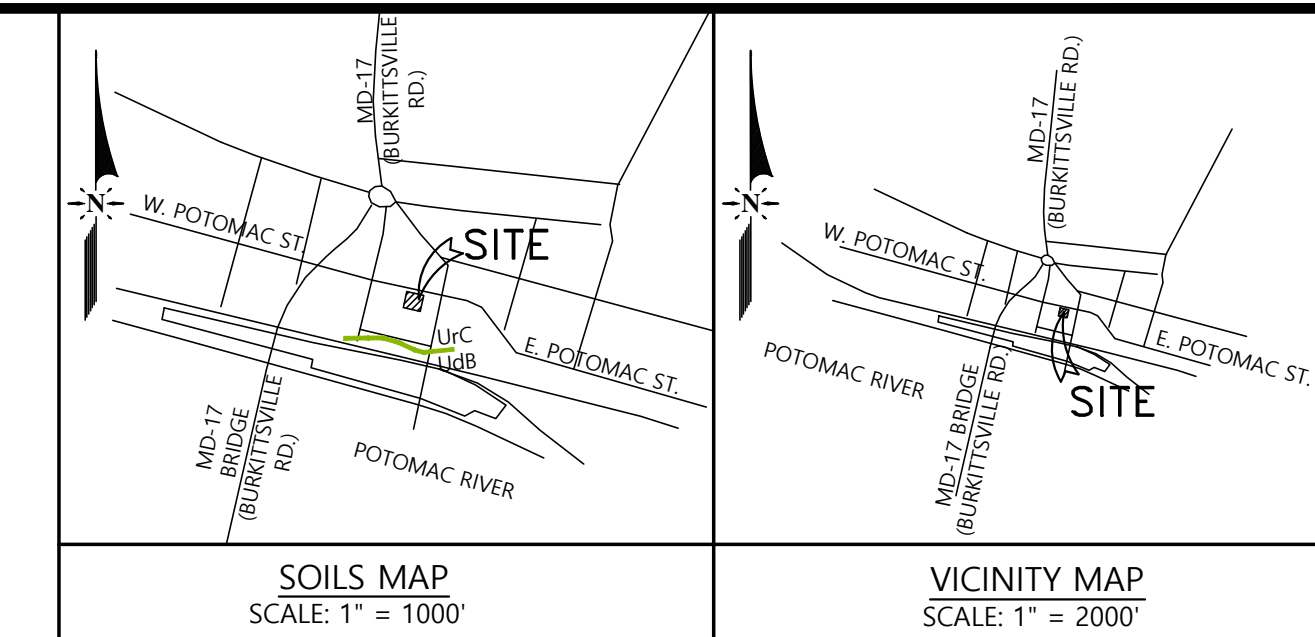 MD-17
(BURKITTSVILLE
RD.)
N
W. POTOMAC ST.
SITE
UrC
UdB
E. POTOMAC ST.
MD-17
BRIDGE
(BURKITTSVILLE
RD.)
POTOMAC RIVER
SOILS MAP
SCALE: 1" = 1000'
MD-17
(BURKITTSVILLE RD.)
N
W. POTOMAC ST.
E. POTOMAC ST.
POTOMAC RIVER
SITE
MD-17 BRIDGE
(BURKITTSVILLE RD.)
VICINITY MAP
SCALE: 1" = 2000'